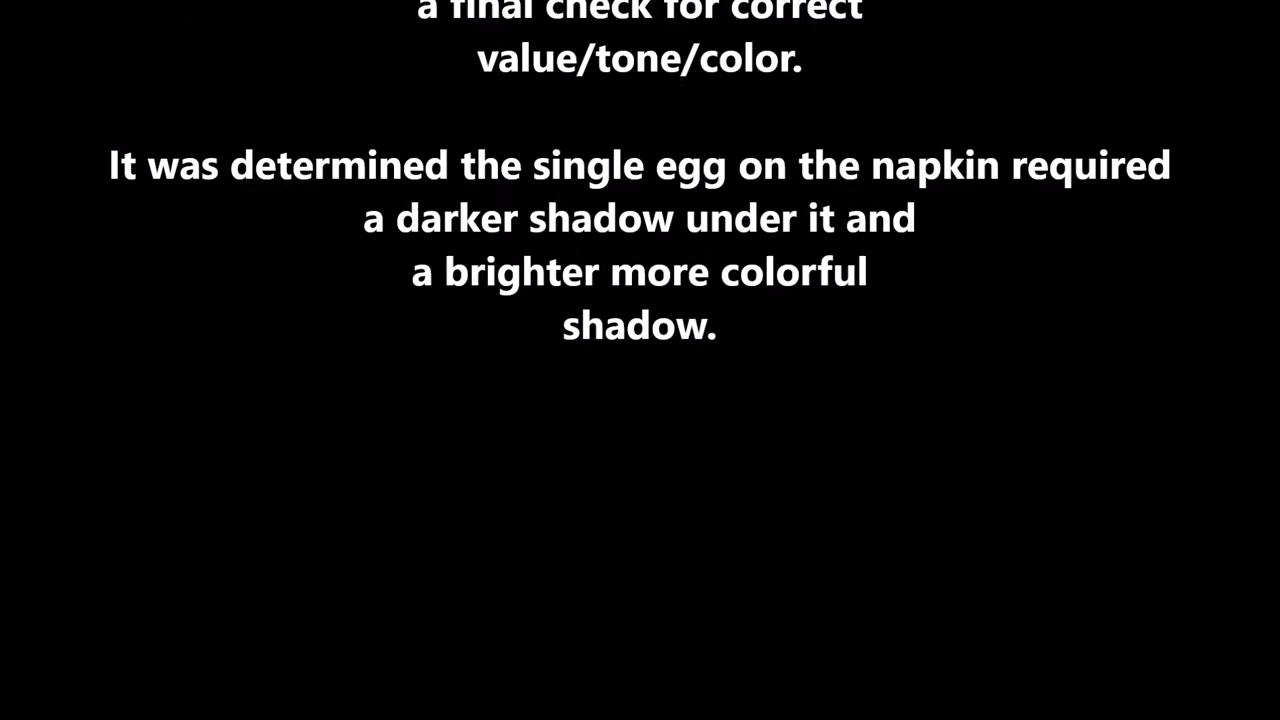 a final check for correct
value/tone/color.
It was determined the single egg on the napkin required
a darker shadow under it and
a brighter more colorful
shadow.